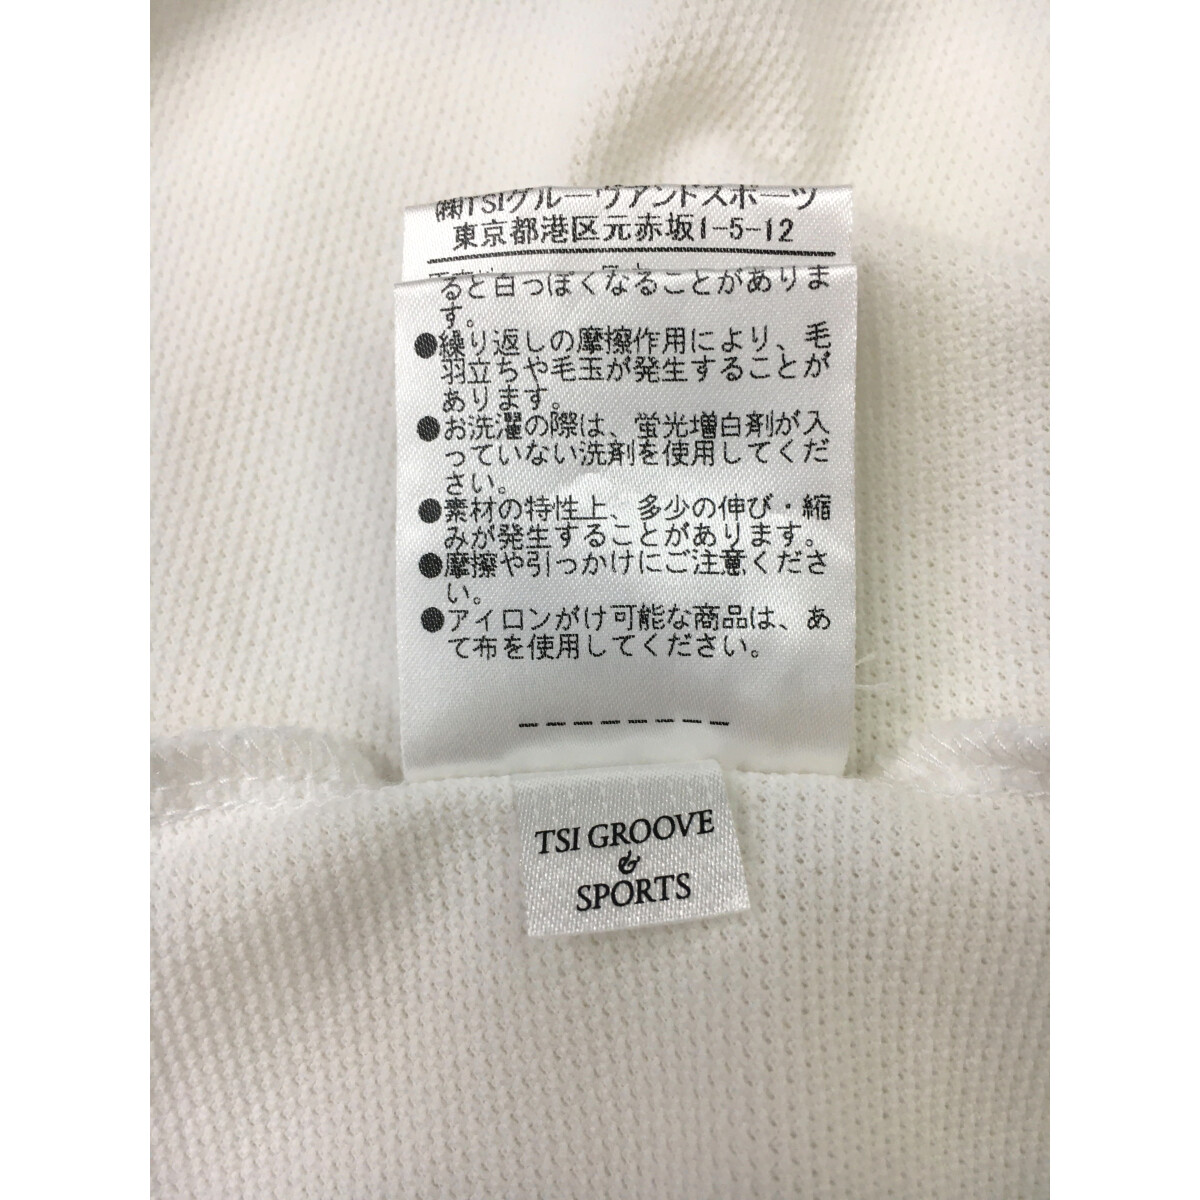 ㈱TSIグルーヴアンドスポーツ
東京都港区元赤坂1-5-12
ると白っぽくなることがありま
す。
●繰り返しの摩擦作用により、毛
羽立ちや毛玉が発生することが
あります。
●お洗濯の際は、蛍光増白剤が入
っていない洗剤を使用してくだ
さい。
●素材の特性上、多少の伸び・縮
みが発生することがあります。
●摩擦や引っかけにご注意くださ
い。
●アイロンがけ可能な商品は、あ
て布を使用してください。
TSI GROOVE
&
SPORTS